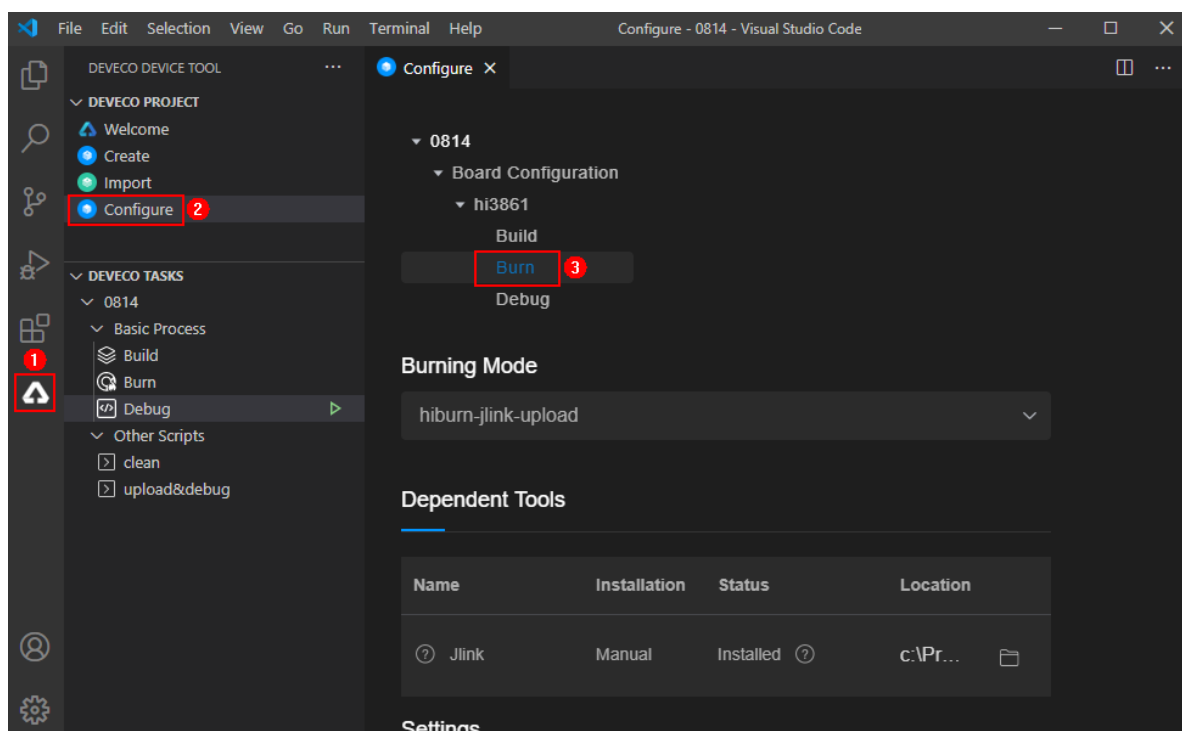 File Edit Selection View Go Run Terminal Help Configure - 0814 - Visual Studio Code
DEVECO DEVICE TOOL
DEVECO PROJECT
Welcome
Create
Import
Configure 2
DEVECO TASKS
0814
Basic Process
1
Build
Burn
Debug
Other Scripts
clean
upload&debug
Configure
0814
Board Configuration
hi3861
Build
Burn 3
Debug
Burning Mode
hiburn-jlink-upload
Dependent Tools
Name Installation Status Location
? Jlink Manual Installed ? c:\Pr...
Settings